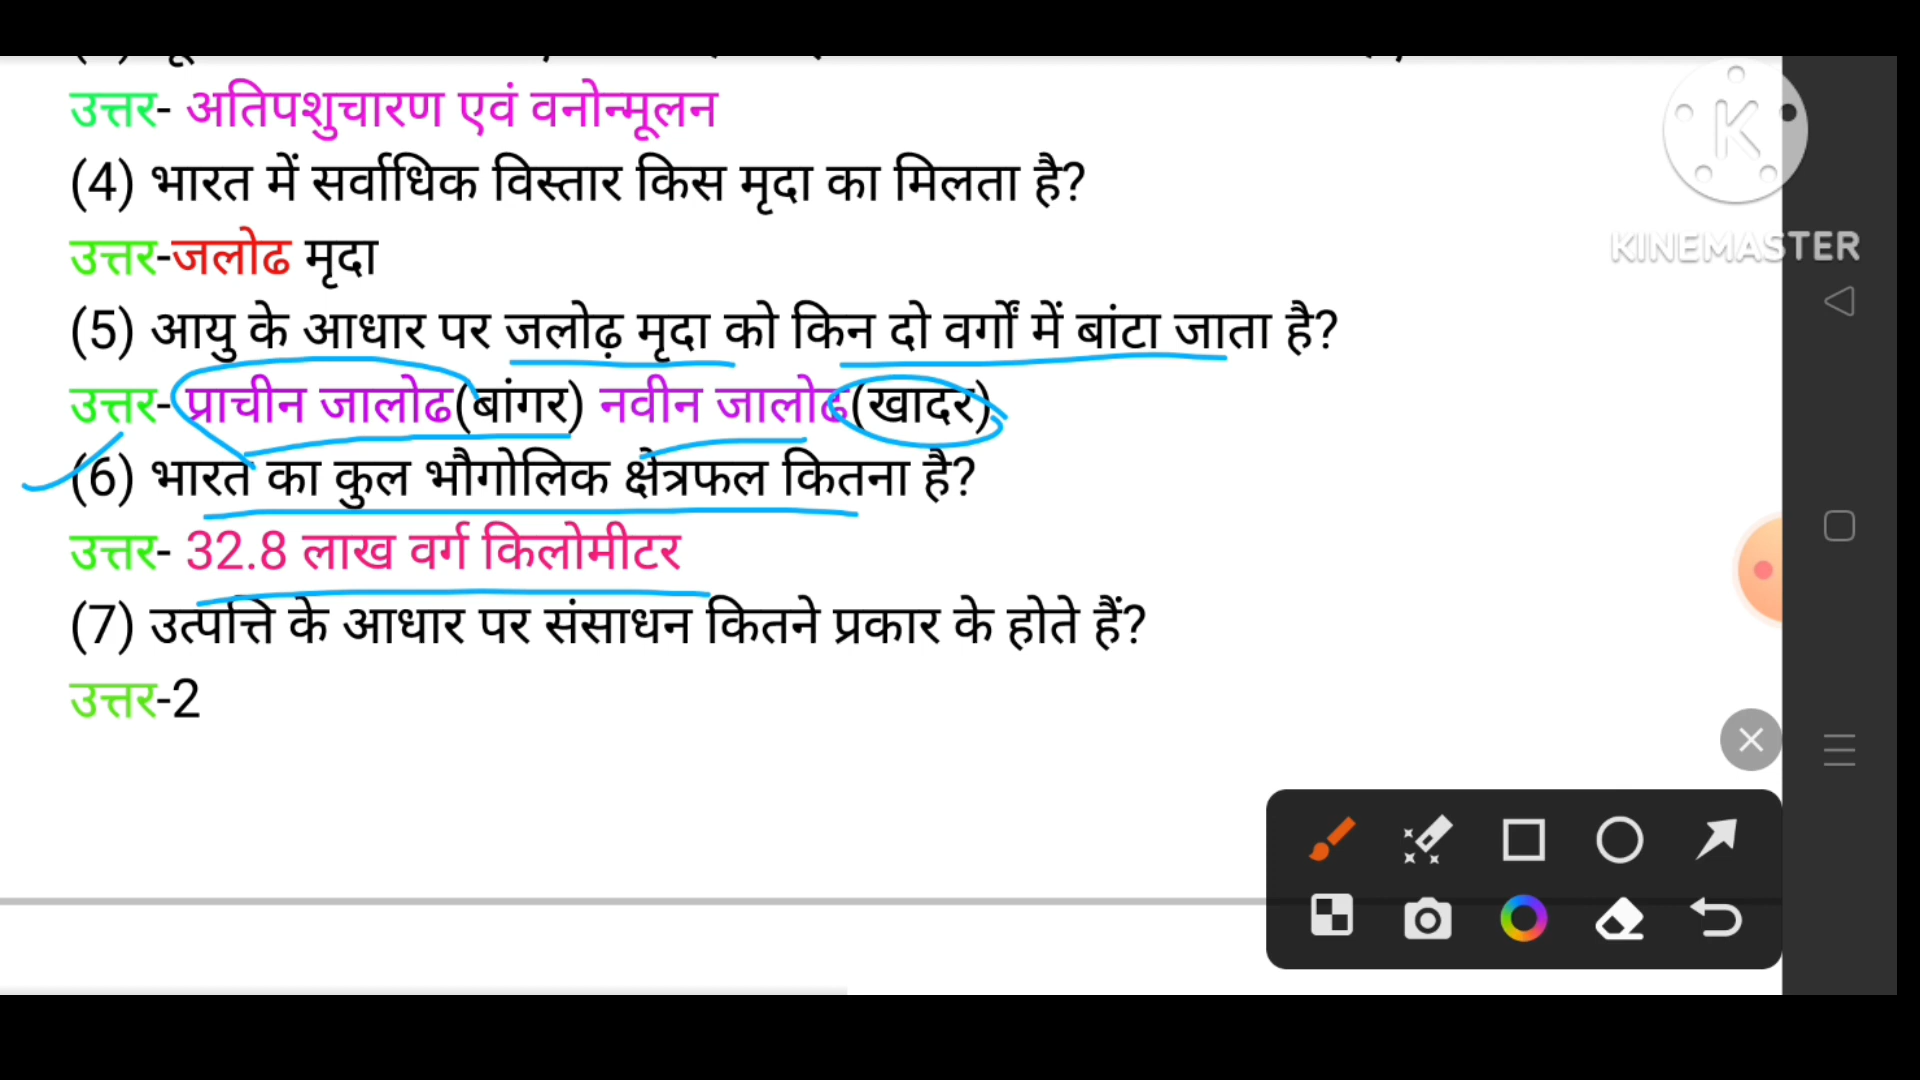 उत्तर- अतिपशुचारण एवं वनोन्मूलन
(4) भारत में सर्वाधिक विस्तार किस मृदा का मिलता है?
उत्तर-जलोढ मृदा
(5) आयु के आधार पर जलोढ़ मृदा को किन दो वर्गों में बांटा जाता है?
उत्तर- प्राचीन जालोढ(बांगर) नवीन जालोढ(खादर)
(6) भारत का कुल भौगोलिक क्षेत्रफल कितना है?
उत्तर- 32.8 लाख वर्ग किलोमीटर
(7) उत्पत्ति के आधार पर संसाधन कितने प्रकार के होते हैं?
उत्तर-2
K
KINEMASTER